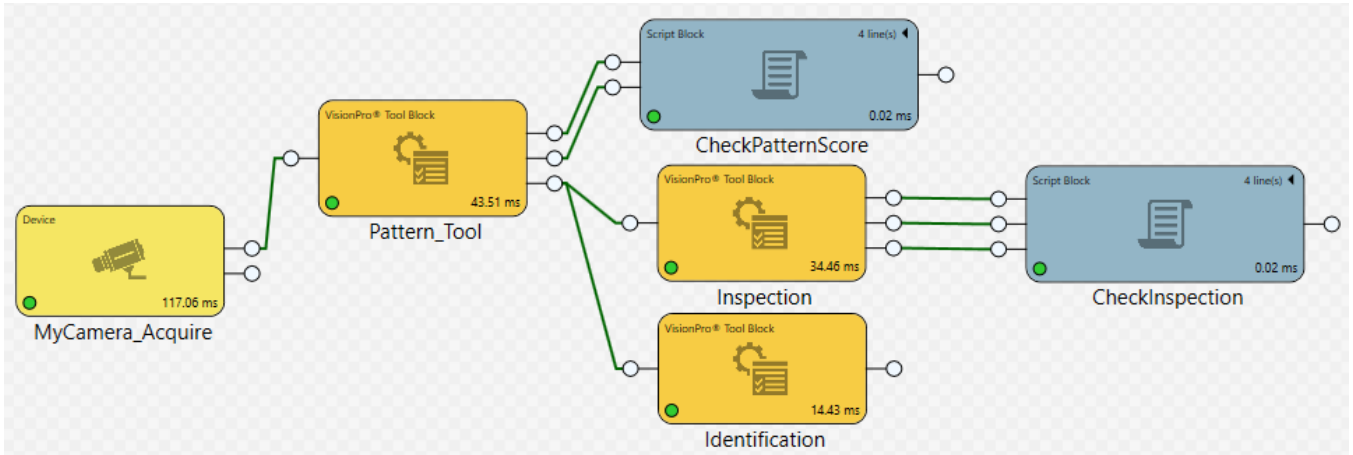 Script Block
4 line(s)
0.02 ms
CheckPatternScore
VisionPro® Tool Block
43.51 ms
Pattern_Tool
Device
117.06 ms
MyCamera_Acquire
VisionPro® Tool Block
34.46 ms
Inspection
Script Block
4 line(s)
0.02 ms
CheckInspection
VisionPro® Tool Block
14.43 ms
Identification